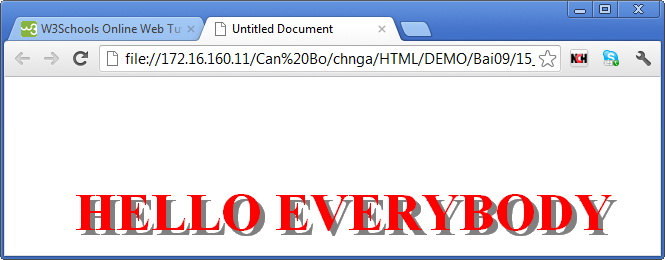 W3Schools Online Web Tu
Untitled Document
file://172.16.160.11/Can%20Bo/chnga/HTML/DEMO/Bai09/15_
HELLO EVERYBODY